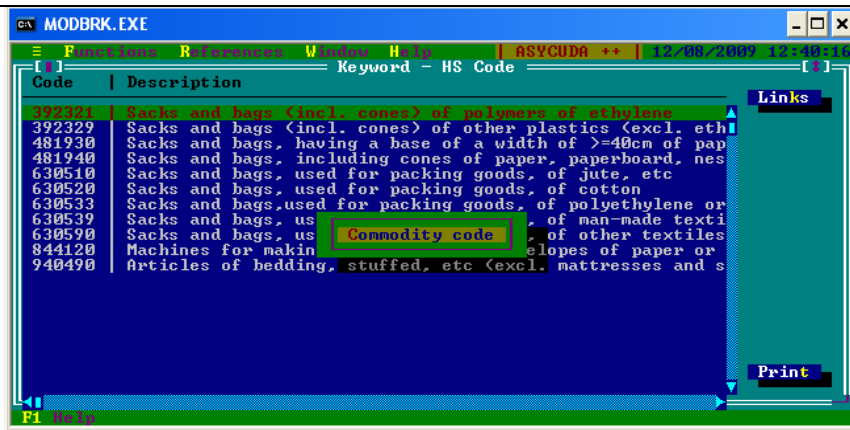 MODBRK.EXE
≡ Functions References Window Help | ASYCUDA ++ | 12/08/2009 12:40:16
Keyword - HS Code
Code | Description
Links
392321 | Sacks and bags (incl. cones) of polymers of ethylene
392329 | Sacks and bags (incl. cones) of other plastics (excl. eth
481930 | Sacks and bags, having a base of a width of >=40cm of pap
481940 | Sacks and bags, including cones of paper, paperboard, nes
630510 | Sacks and bags, used for packing goods, of jute, etc
630520 | Sacks and bags, used for packing goods, of cotton
630533 | Sacks and bags,used for packing goods, of polyethylene or
630539 | Sacks and bags, us , of man-made texti
630590 | Sacks and bags, us Commodity code , of other textiles
844120 | Machines for makin elopes of paper or
940490 | Articles of bedding, stuffed, etc (excl. mattresses and s
Print
F1 Help